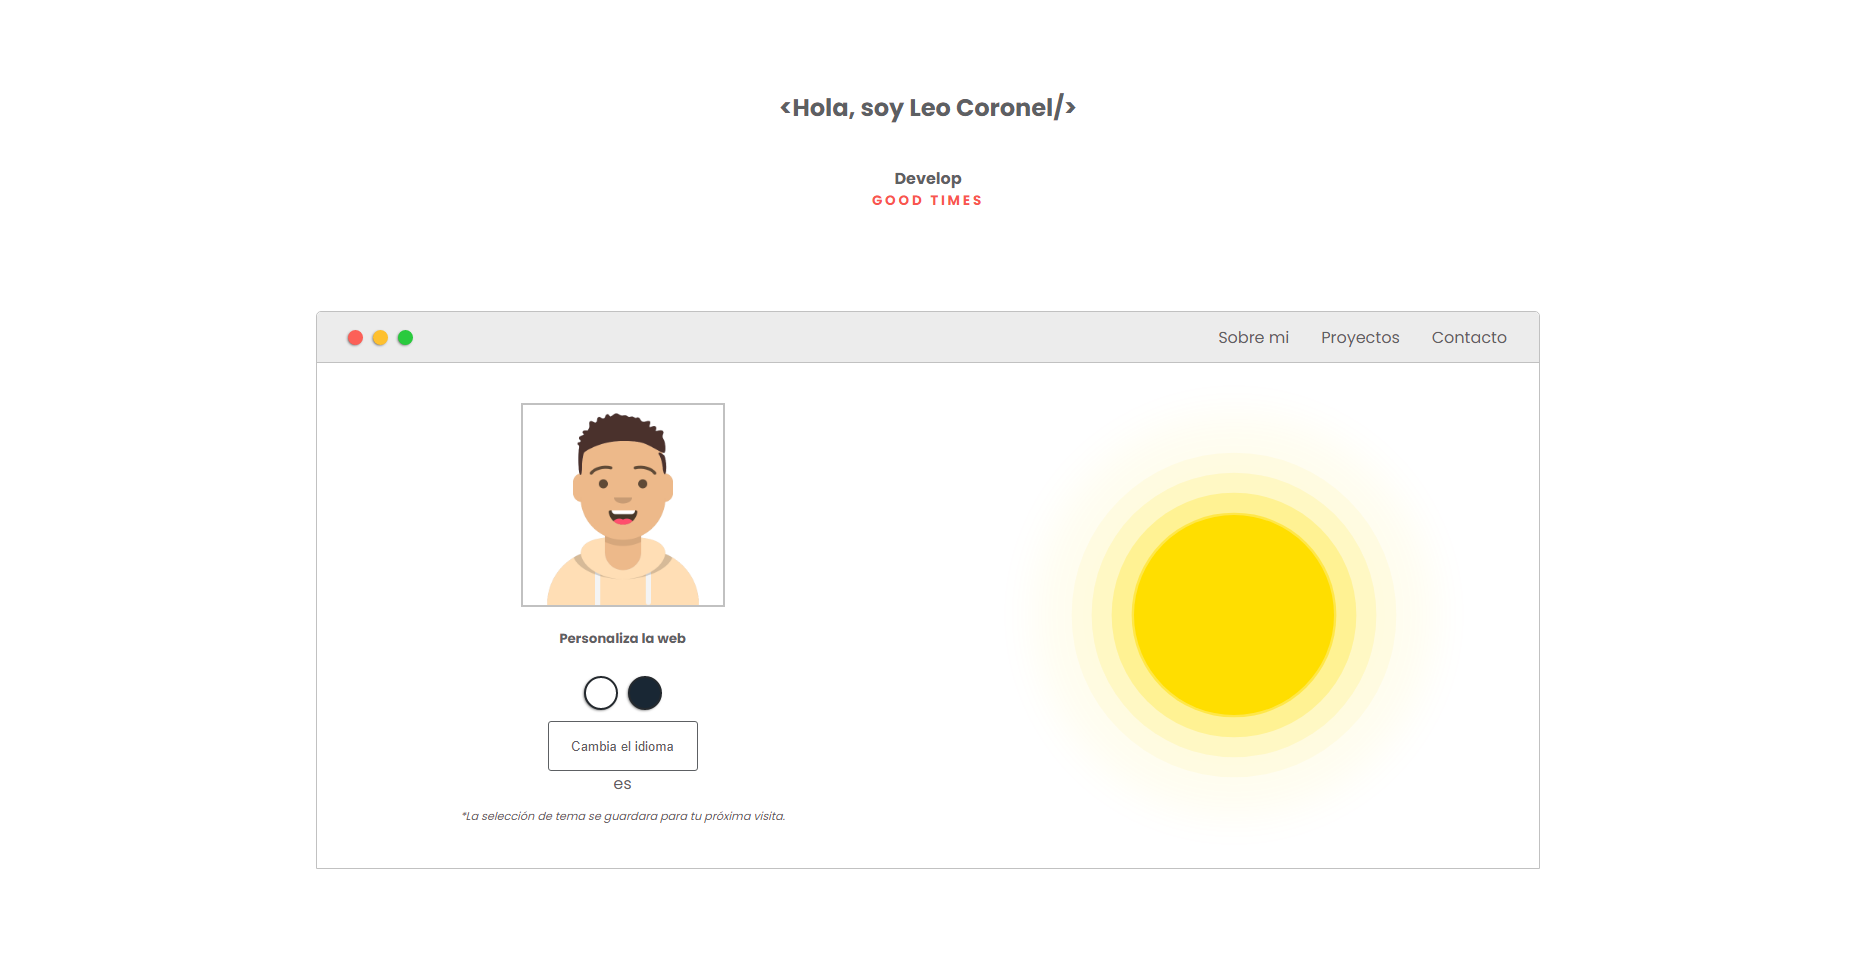 <Hola, soy Leo Coronel/>
Develop
GOOD TIMES
Sobre mi Proyectos Contacto
Personaliza la web
Cambia el idioma
es
*La selección de tema se guardara para tu próxima visita.